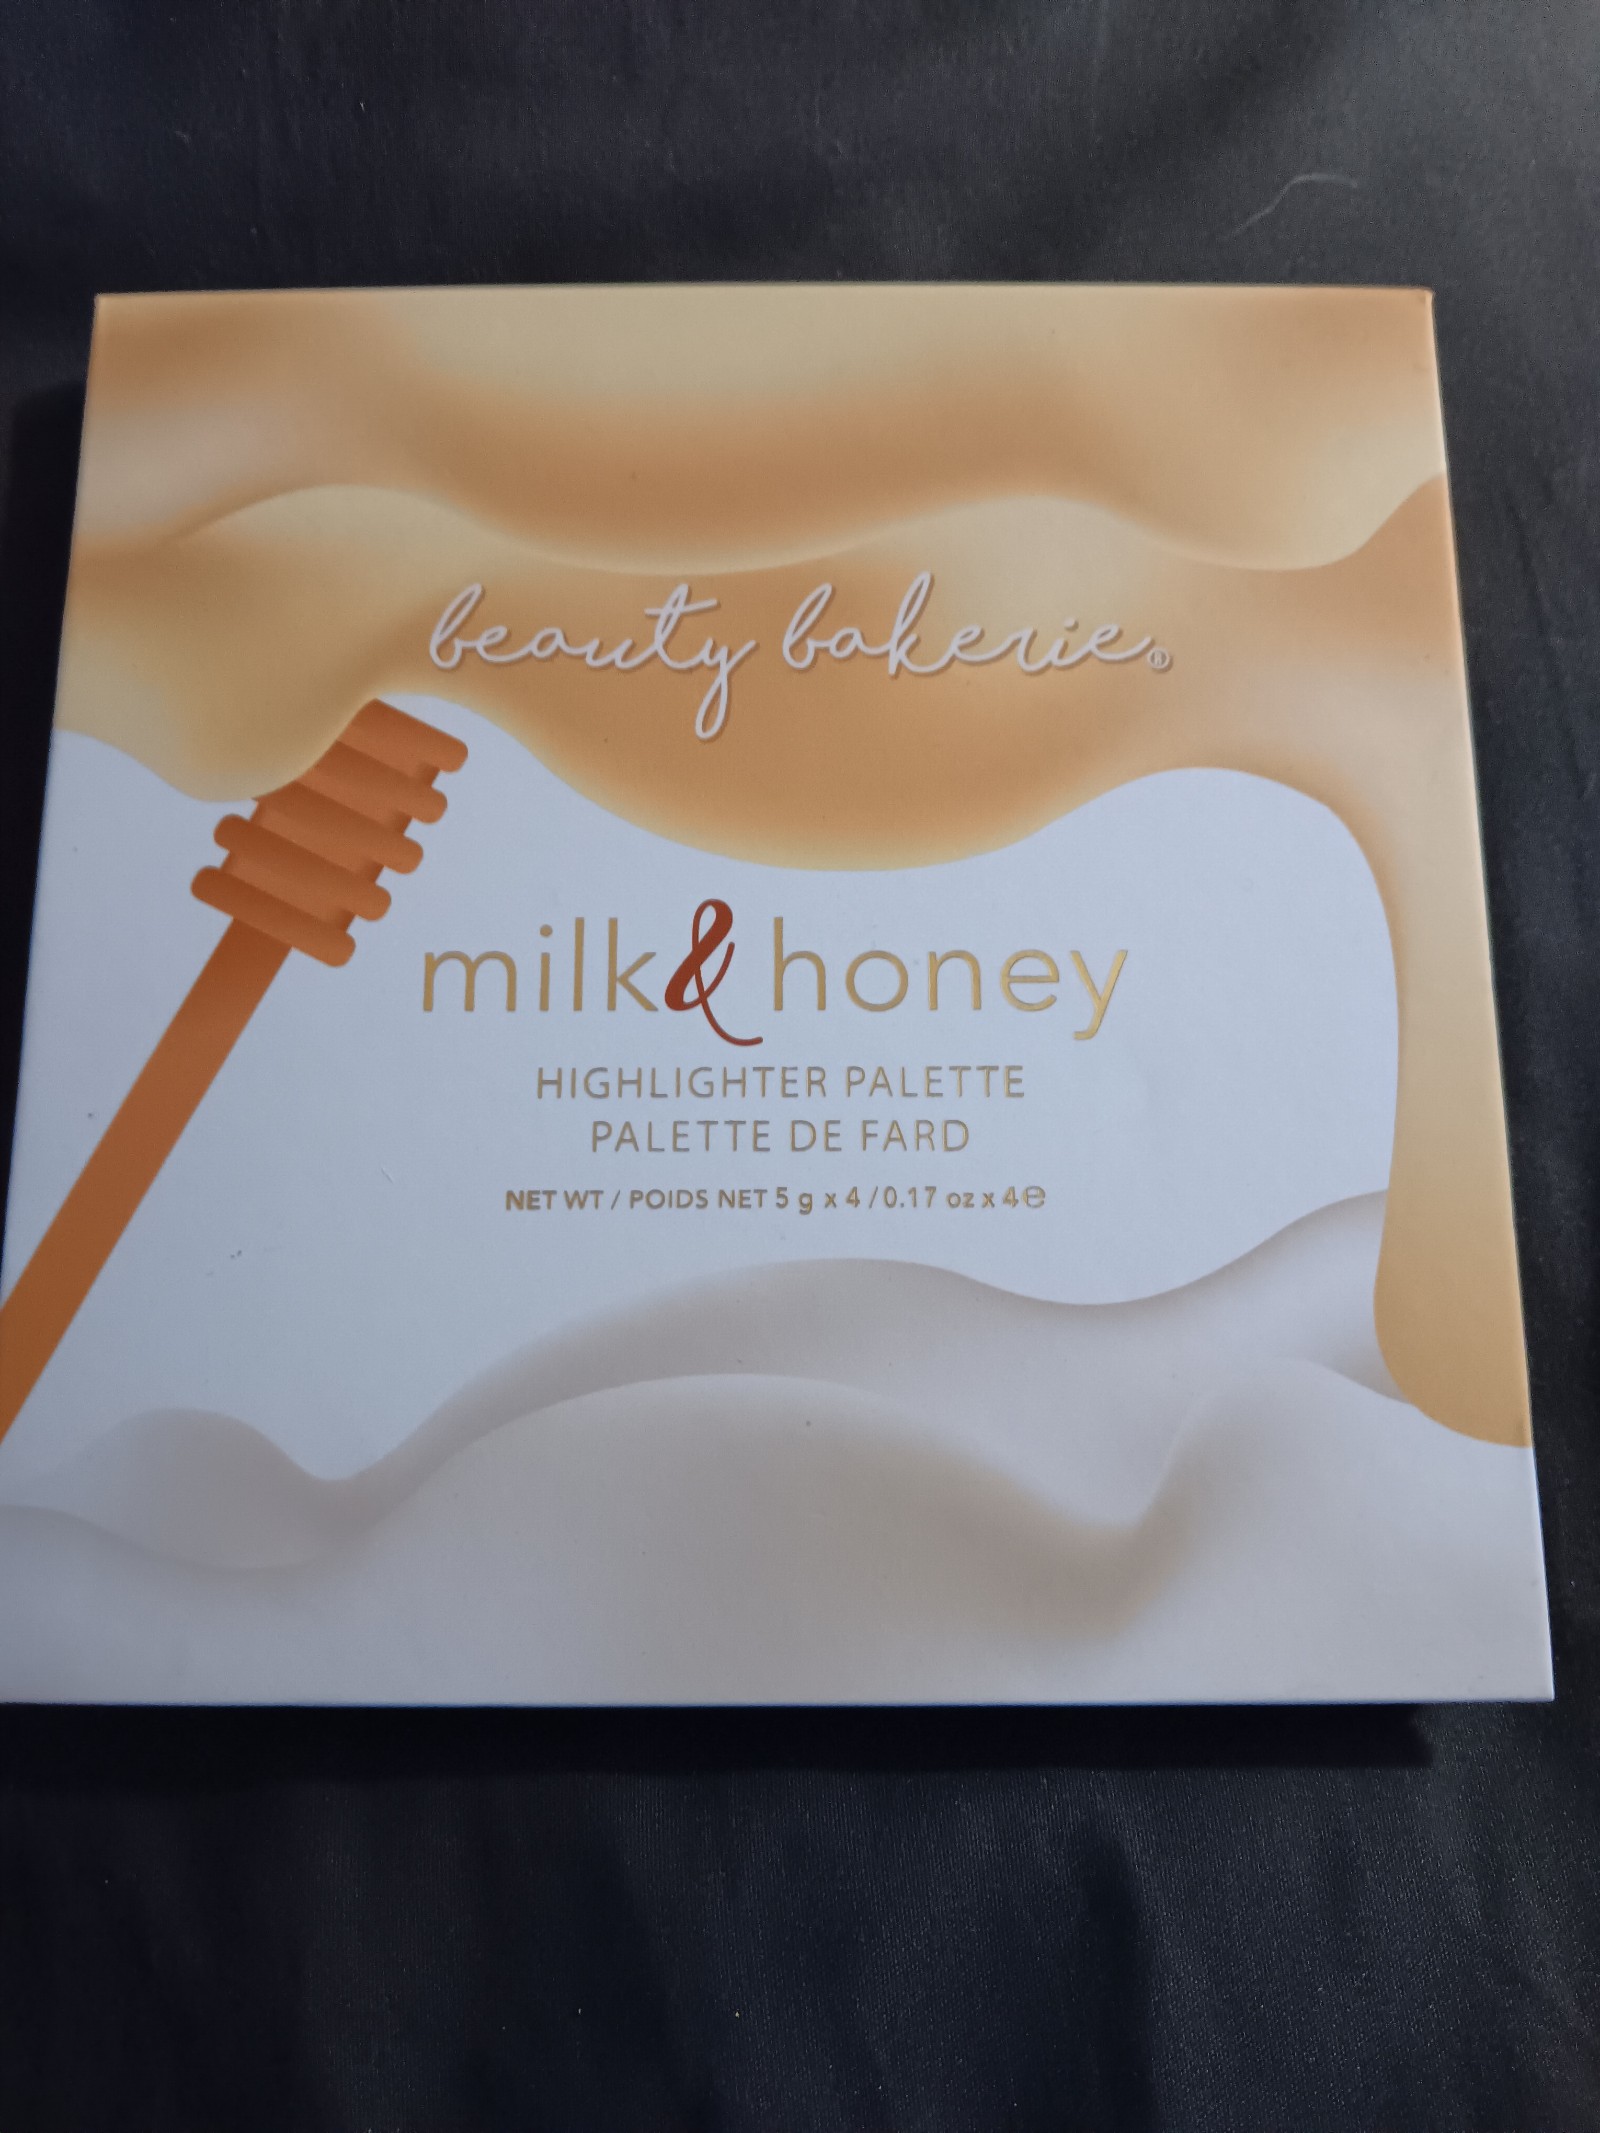 beauty bakerie®
milk & honey
HIGHLIGHTER PALETTE
PALETTE DE FARD
NET WT / POIDS NET 5 g x 4 / 0.17 oz x 4 ℮